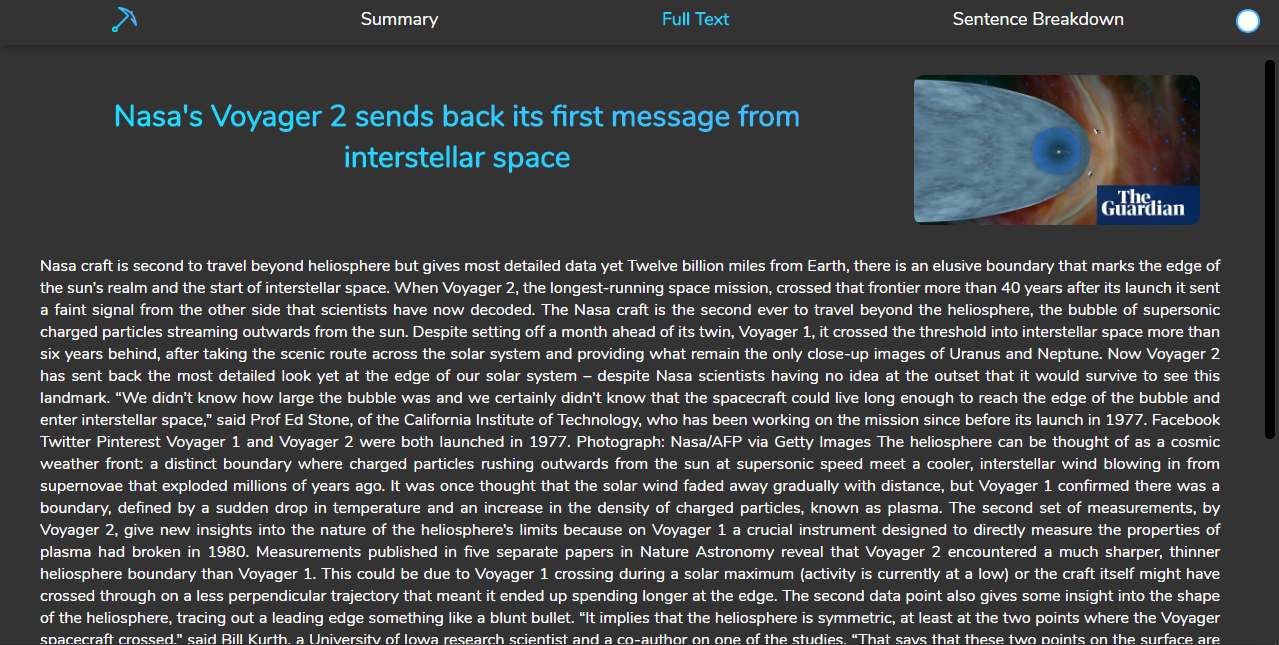 Summary
Full Text
Sentence Breakdown
Nasa's Voyager 2 sends back its first message from
interstellar space
The
Guardian
Nasa craft is second to travel beyond heliosphere but gives most detailed data yet Twelve billion miles from Earth, there is an elusive boundary that marks the edge of
the sun’s realm and the start of interstellar space. When Voyager 2, the longest-running space mission, crossed that frontier more than 40 years after its launch it sent
a faint signal from the other side that scientists have now decoded. The Nasa craft is the second ever to travel beyond the heliosphere, the bubble of supersonic
charged particles streaming outwards from the sun. Despite setting off a month ahead of its twin, Voyager 1, it crossed the threshold into interstellar space more than
six years behind, after taking the scenic route across the solar system and providing what remain the only close-up images of Uranus and Neptune. Now Voyager 2
has sent back the most detailed look yet at the edge of our solar system – despite Nasa scientists having no idea at the outset that it would survive to see this
landmark. “We didn’t know how large the bubble was and we certainly didn’t know that the spacecraft could live long enough to reach the edge of the bubble and
enter interstellar space,” said Prof Ed Stone, of the California Institute of Technology, who has been working on the mission since before its launch in 1977. Facebook
Twitter Pinterest Voyager 1 and Voyager 2 were both launched in 1977. Photograph: Nasa/AFP via Getty Images The heliosphere can be thought of as a cosmic
weather front: a distinct boundary where charged particles rushing outwards from the sun at supersonic speed meet a cooler, interstellar wind blowing in from
supernovae that exploded millions of years ago. It was once thought that the solar wind faded away gradually with distance, but Voyager 1 confirmed there was a
boundary, defined by a sudden drop in temperature and an increase in the density of charged particles, known as plasma. The second set of measurements, by
Voyager 2, give new insights into the nature of the heliosphere’s limits because on Voyager 1 a crucial instrument designed to directly measure the properties of
plasma had broken in 1980. Measurements published in five separate papers in Nature Astronomy reveal that Voyager 2 encountered a much sharper, thinner
heliosphere boundary than Voyager 1. This could be due to Voyager 1 crossing during a solar maximum (activity is currently at a low) or the craft itself might have
crossed through on a less perpendicular trajectory that meant it ended up spending longer at the edge. The second data point also gives some insight into the shape
of the heliosphere, tracing out a leading edge something like a blunt bullet. “It implies that the heliosphere is symmetric, at least at the two points where the Voyager
spacecraft crossed,” said Bill Kurth, a University of Iowa research scientist and a co-author on one of the studies. “That says that these two points on the surface are